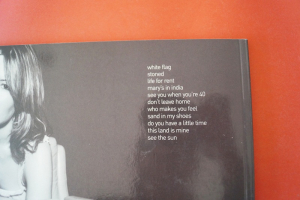 white flag
stoned
life for rent
mary's in india
see you when you're 40
don't leave home
who makes you feel
sand in my shoes
do you have a little time
this land is mine
see the sun